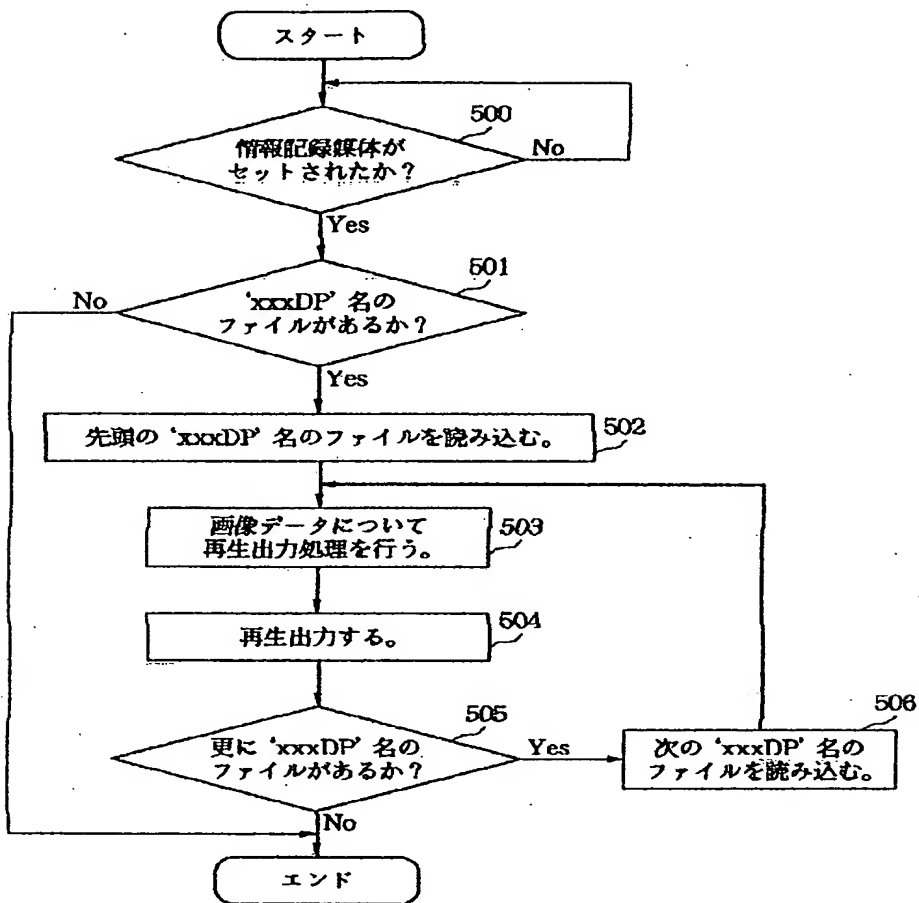 スタート
500
情報記録媒体が
セットされたか？
No
Yes
501
No
‘xxxDP’ 名の
ファイルがあるか？
Yes
先頭の ‘xxxDP’ 名のファイルを読み込む。
502
画像データについて
再生出力処理を行う。
503
再生出力する。
504
505
更に ‘xxxDP’ 名の
ファイルがあるか？
Yes
506
次の ‘xxxDP’ 名の
ファイルを読み込む。
No
エンド